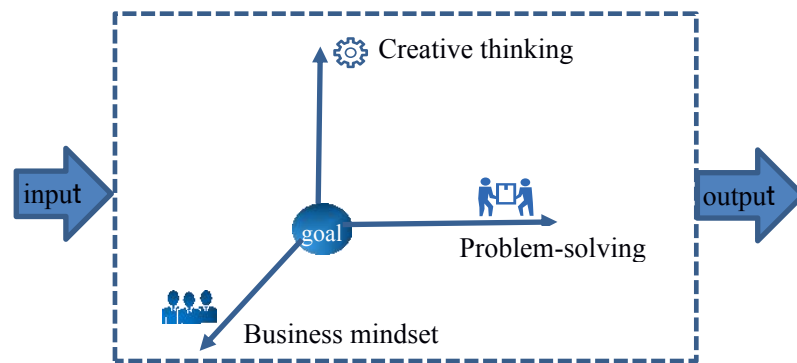 Creative thinking
input
output
goal
Problem-solving
Business mindset